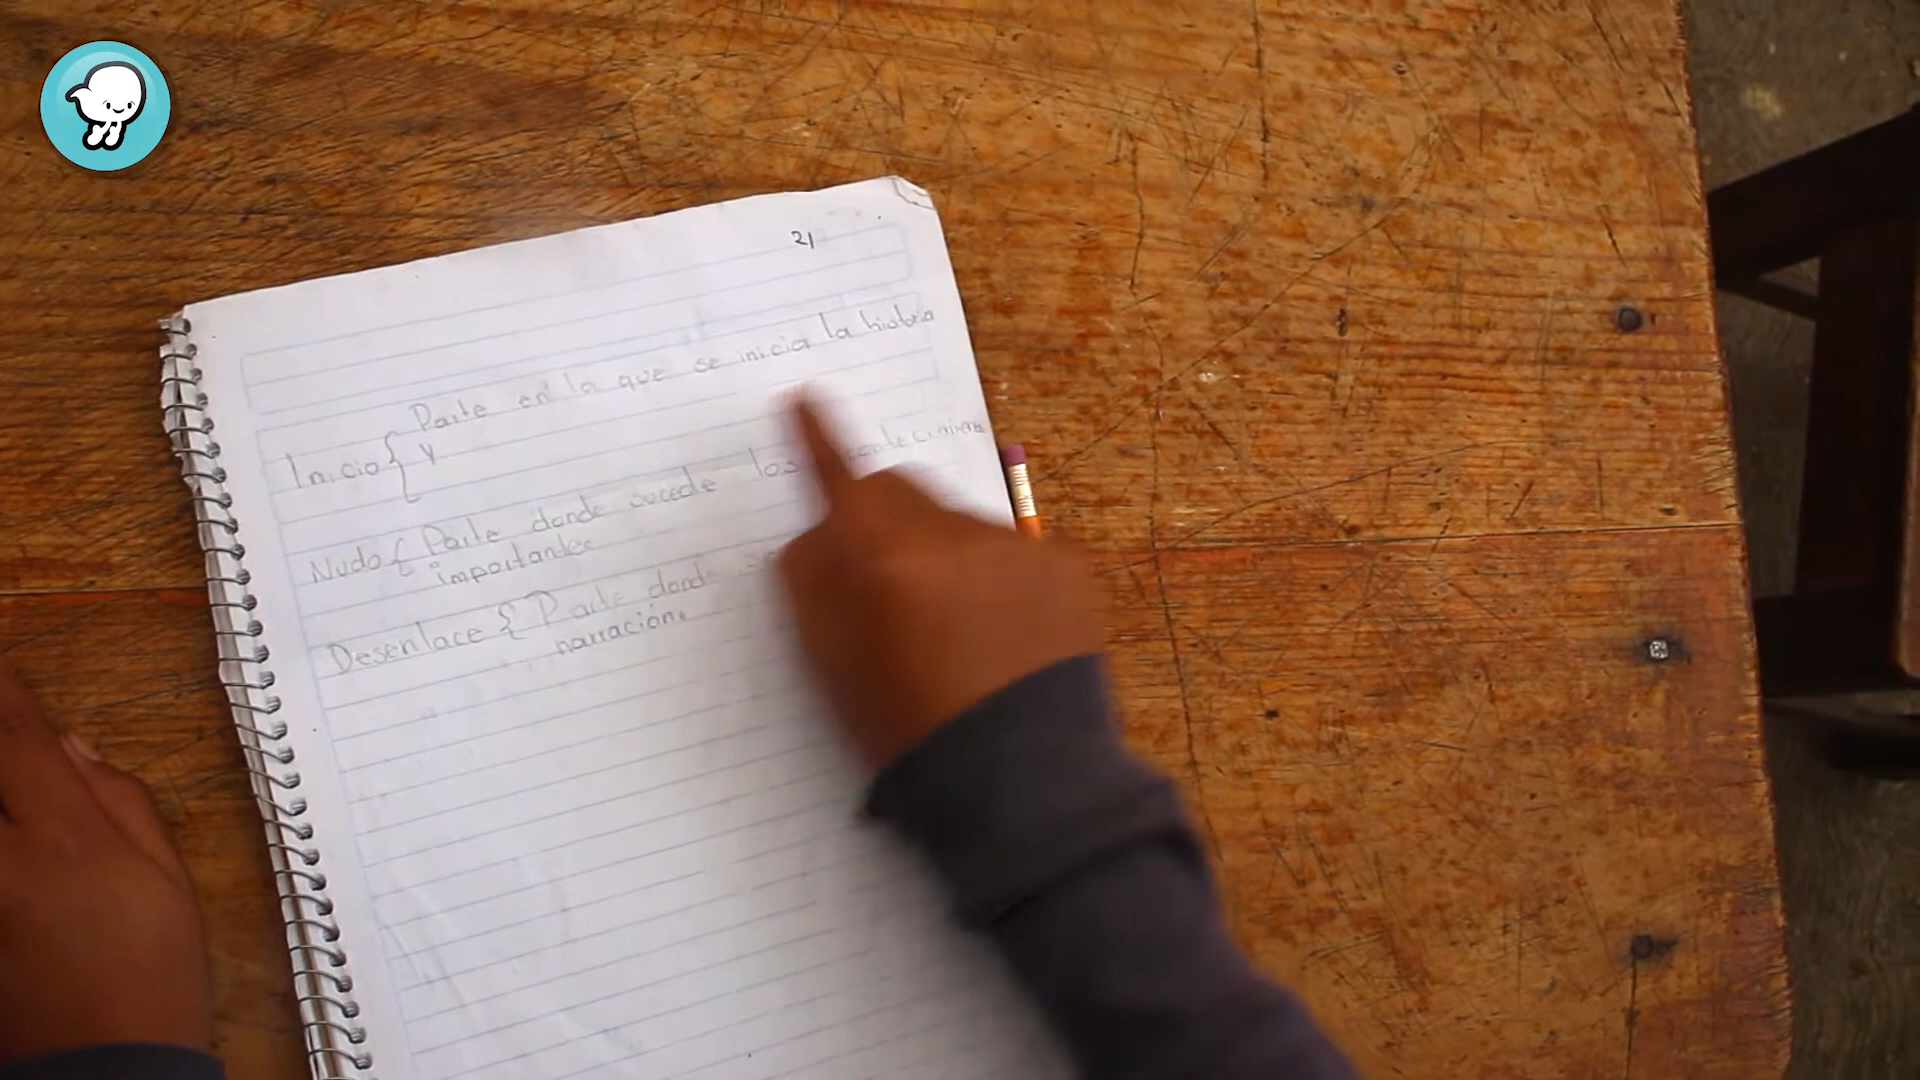 21
Inicio { Parte en la que se inicia la historia
y
Nudo { Parte donde sucede los
importantes
Desenlace { Parte donde se
narración.